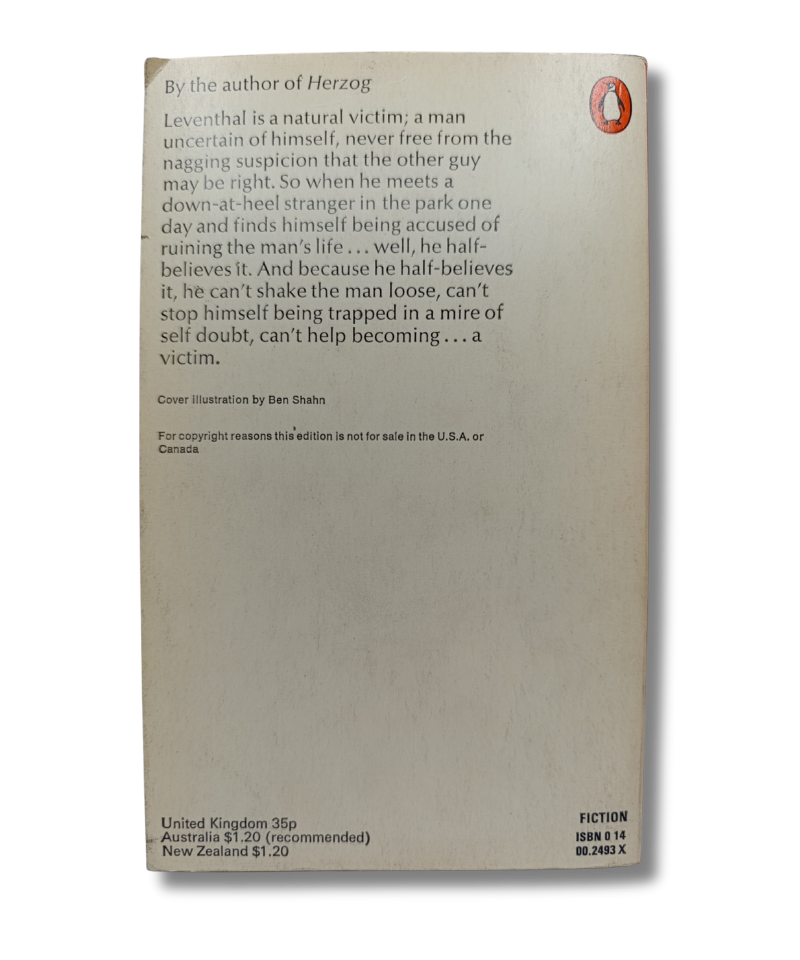 By the author of Herzog
Leventhal is a natural victim; a man
uncertain of himself, never free from the
nagging suspicion that the other guy
may be right. So when he meets a
down-at-heel stranger in the park one
day and finds himself being accused of
ruining the man's life... well, he half-
believes it. And because he half-believes
it, he can't shake the man loose, can't
stop himself being trapped in a mire of
self doubt, can't help becoming... a
victim.
Cover illustration by Ben Shahn
For copyright reasons this edition is not for sale in the U.S.A. or
Canada
United Kingdom 35p
Australia $1.20 (recommended)
New Zealand $1.20
FICTION
ISBN 0 14
00.2493 X